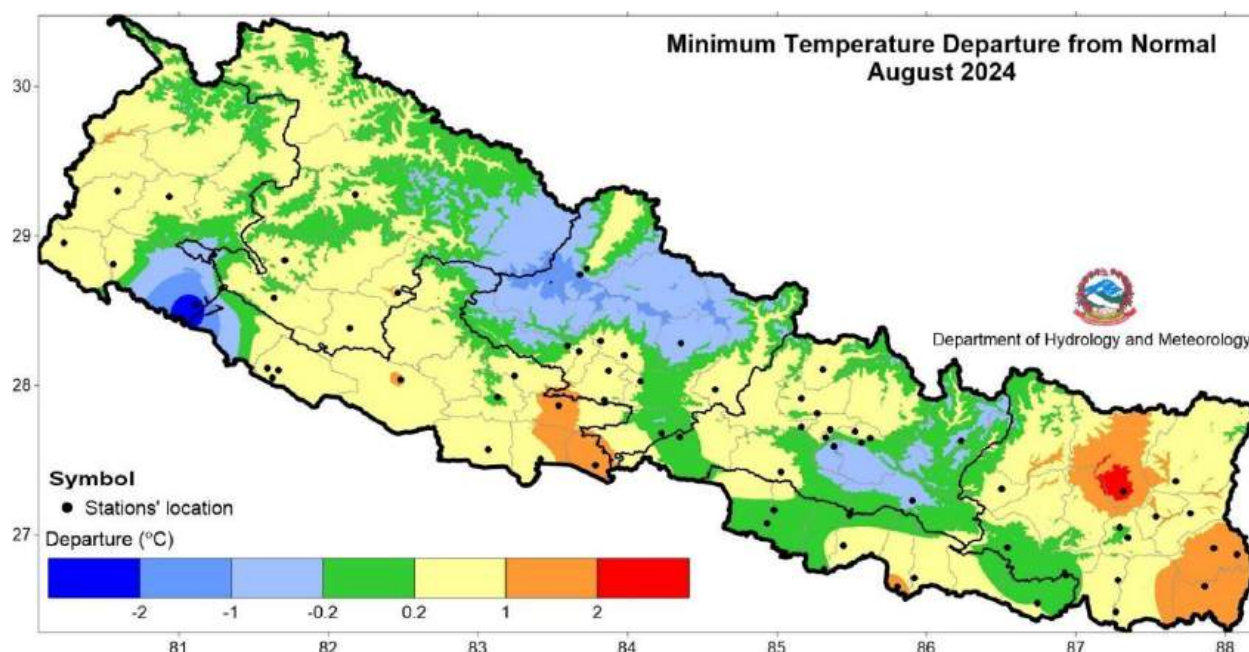 Minimum Temperature Departure from Normal
August 2024
30
29
28
27
Department of Hydrology and Meteorology
Symbol
Stations' location
Departure (°C)
-2 -1 -0.2 0.2 1 2
81 82 83 84 85 86 87 88